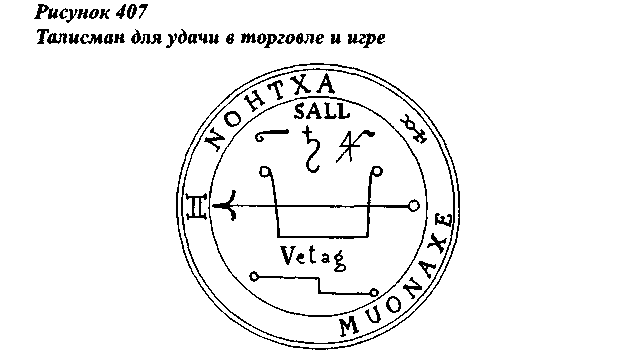 Рисунок 407
Талисман для удачи в торговле и игре
NOHTXA
SALL
Vetag
MUONAXE